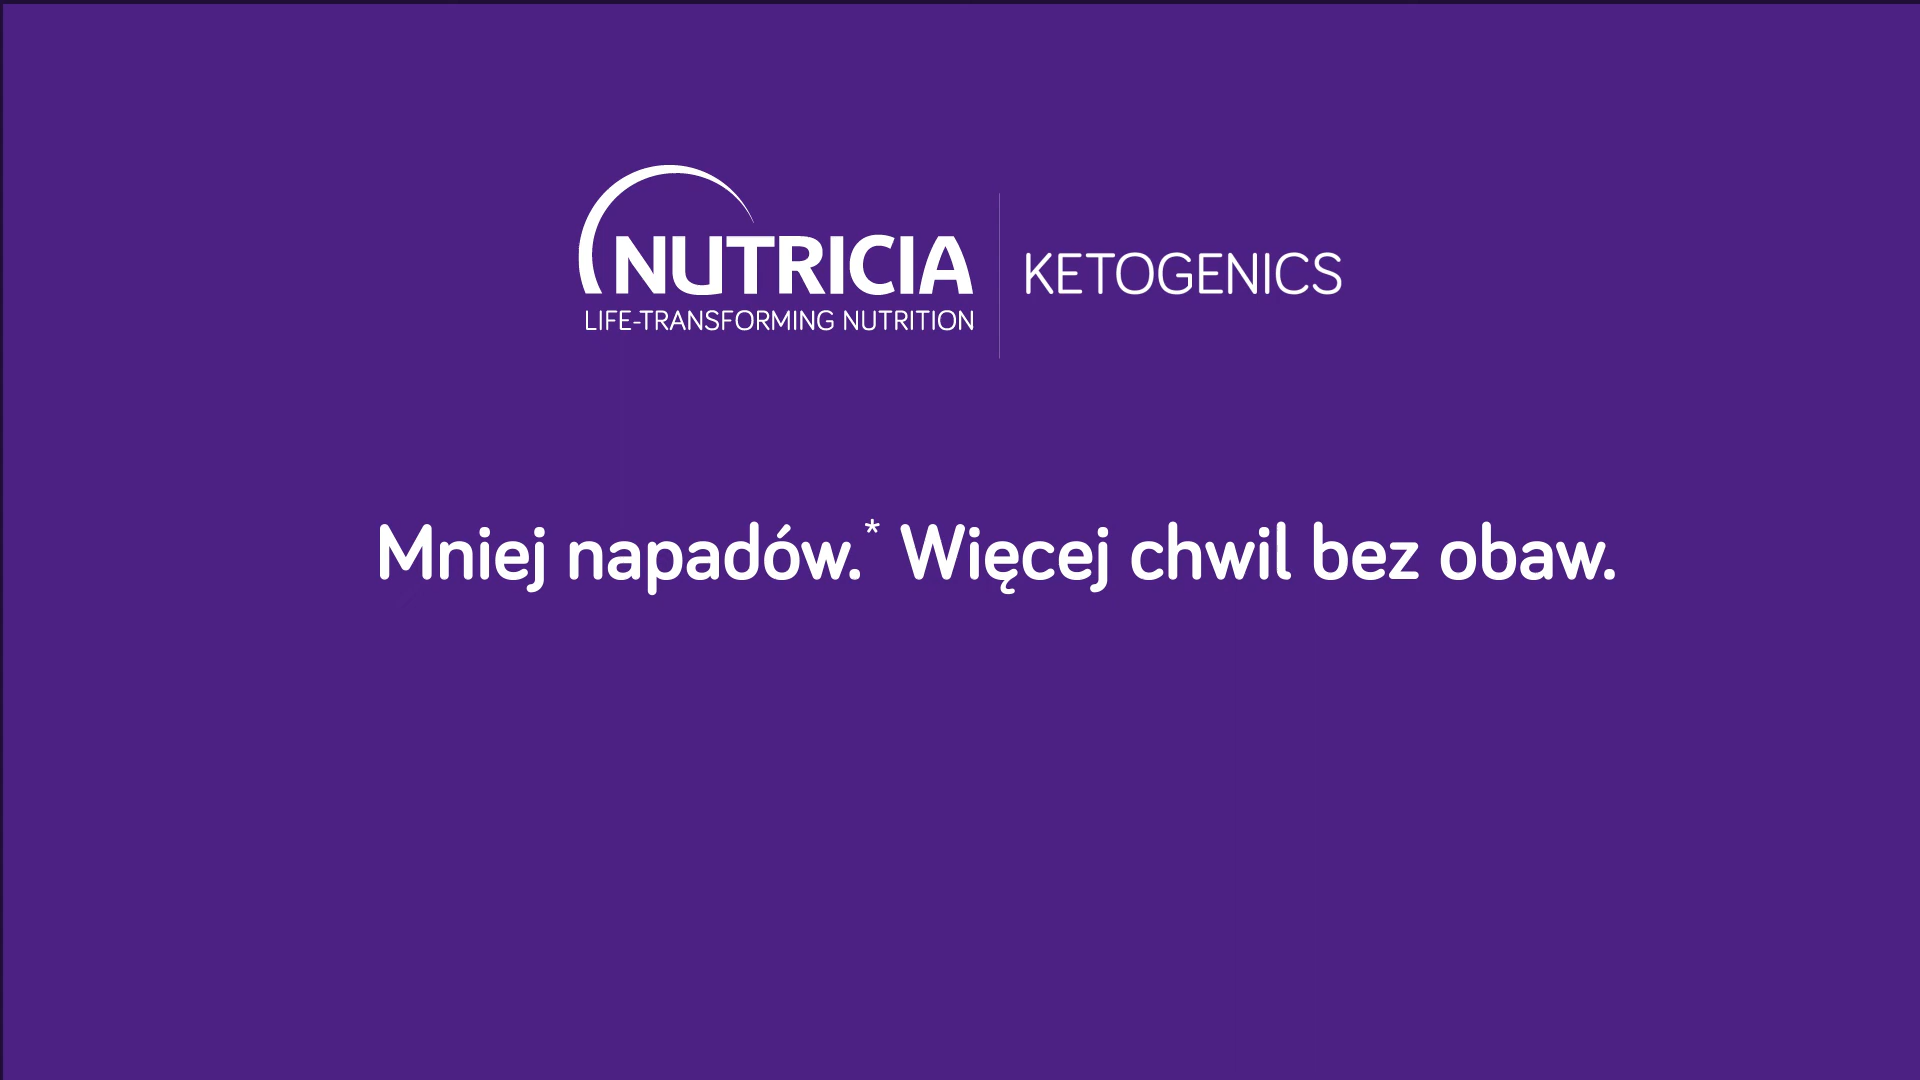 NUTRICIA
LIFE-TRANSFORMING NUTRITION
KETOGENICS
Mniej napadów.* Więcej chwil bez obaw.